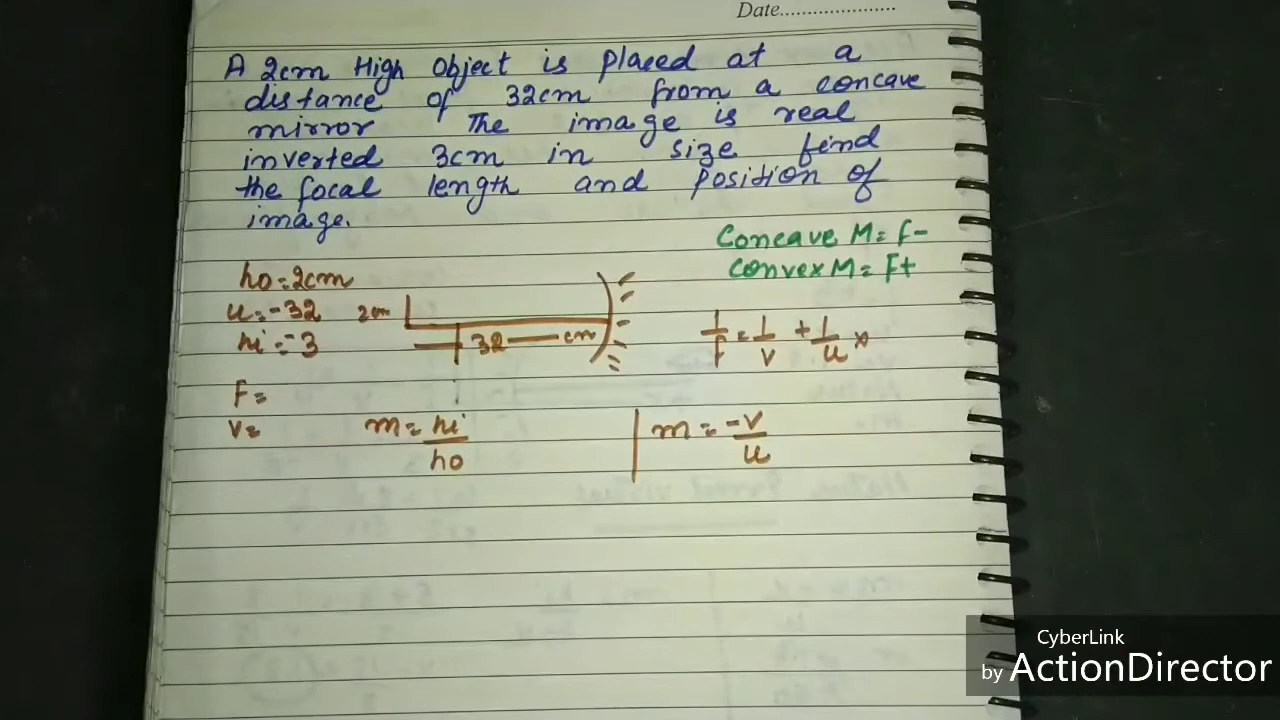 Date.....................
A 2cm High Object is placed at a
distance of 32cm from a concave
mirror The image is real
inverted 3cm in size find
the focal length and position of
image.
Concave M = f-
Convex M = F+
ho = 2cm
u = -32
hi = -3
2cm
32 cm
1/f = 1/v + 1/u ×
F =
v =
m = hi/ho
m = -v/u
CyberLink
by ActionDirector